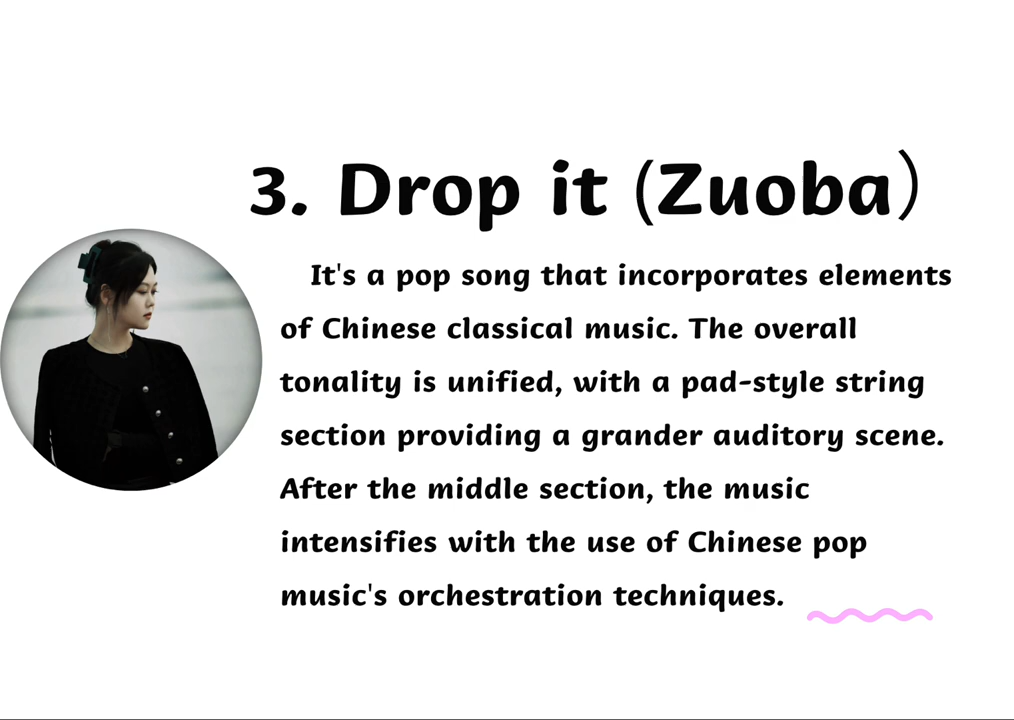 3. Drop it (Zuoba)
It's a pop song that incorporates elements
of Chinese classical music. The overall
tonality is unified, with a pad-style string
section providing a grander auditory scene.
After the middle section, the music
intensifies with the use of Chinese pop
music's orchestration techniques.